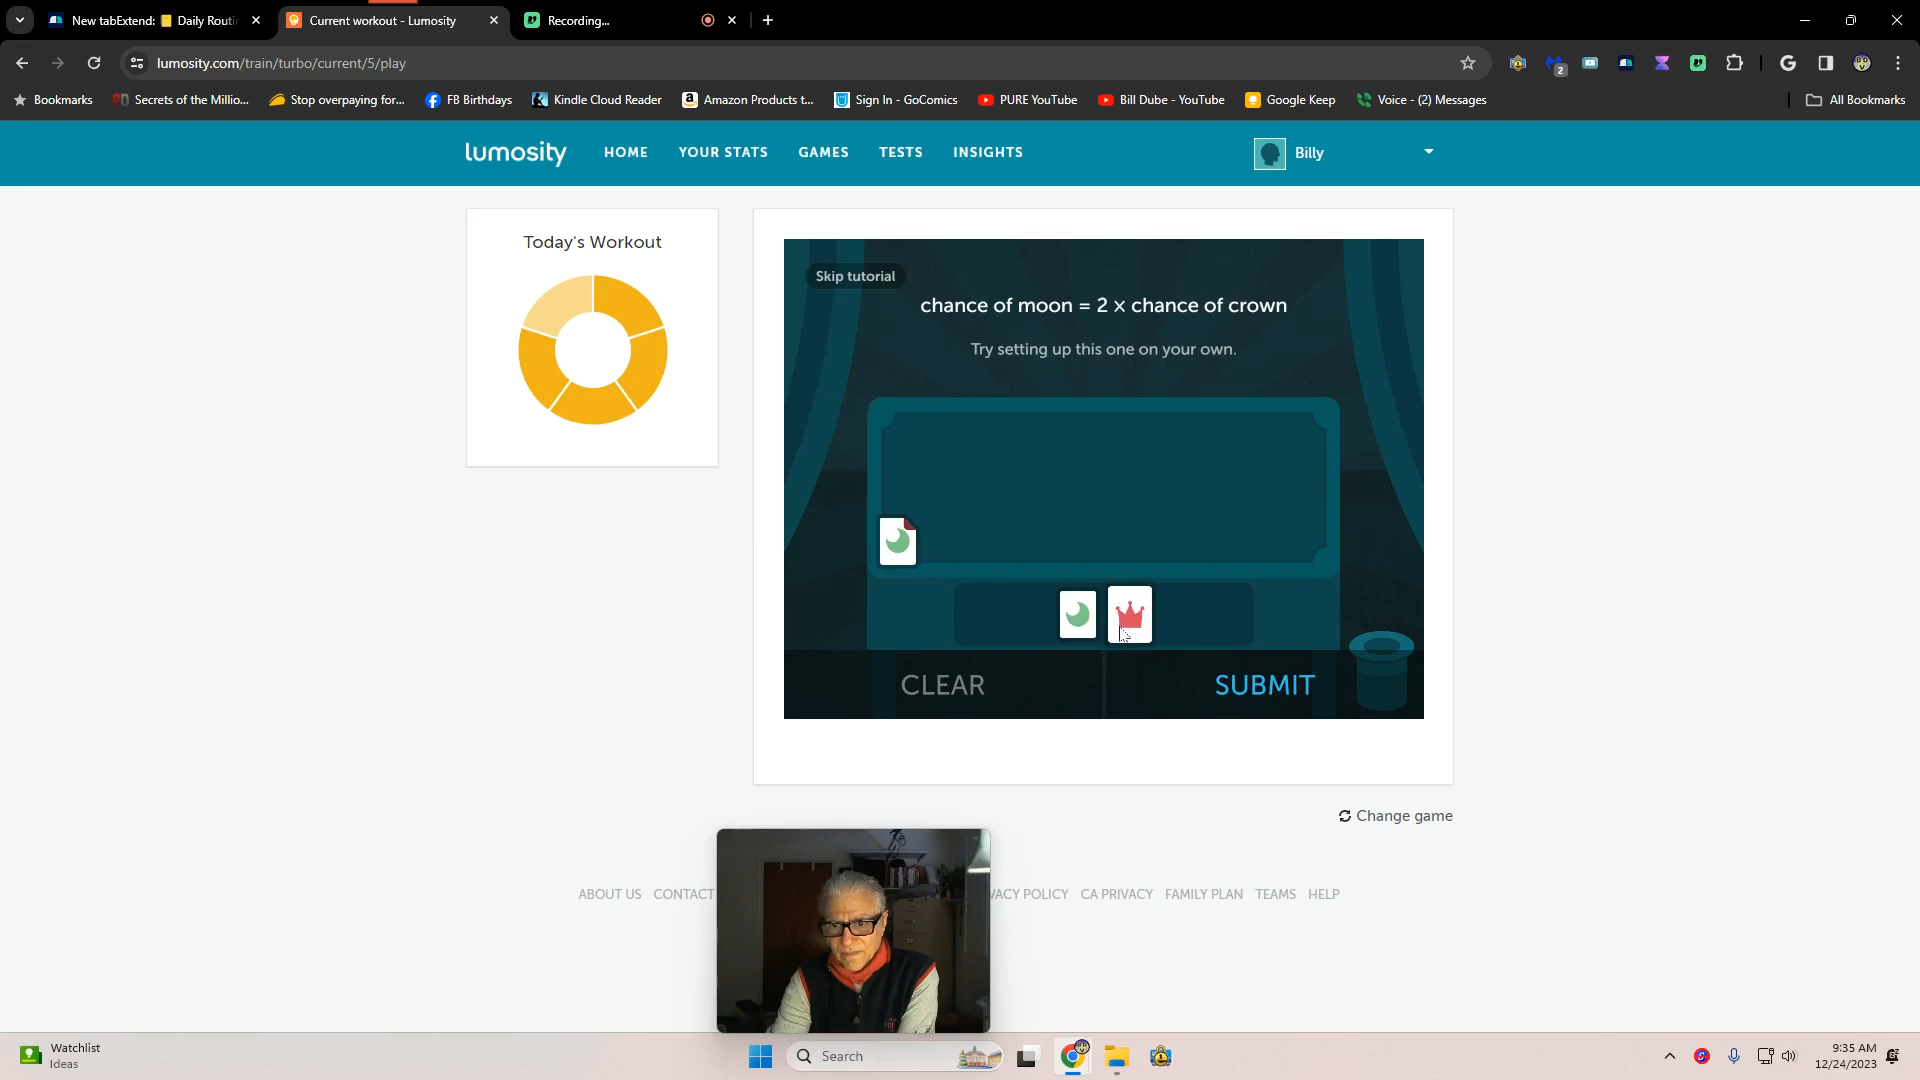 New tabExtend: Daily Routi
Current workout - Lumosity
Recording...
lumosity.com/train/turbo/current/5/play
2
Bookmarks
Secrets of the Millio...
Stop overpaying for...
FB Birthdays
Kindle Cloud Reader
Amazon Products t...
Sign In - GoComics
PURE YouTube
Bill Dube - YouTube
Google Keep
Voice - (2) Messages
All Bookmarks
lumosity
HOME
YOUR STATS
GAMES
TESTS
INSIGHTS
Billy
Today's Workout
Skip tutorial
chance of moon = 2 x chance of crown
Try setting up this one on your own.
CLEAR
SUBMIT
Change game
ABOUT US
CONTACT
VACY POLICY
CA PRIVACY
FAMILY PLAN
TEAMS
HELP
Watchlist
Ideas
Search
9:35 AM
12/24/2023